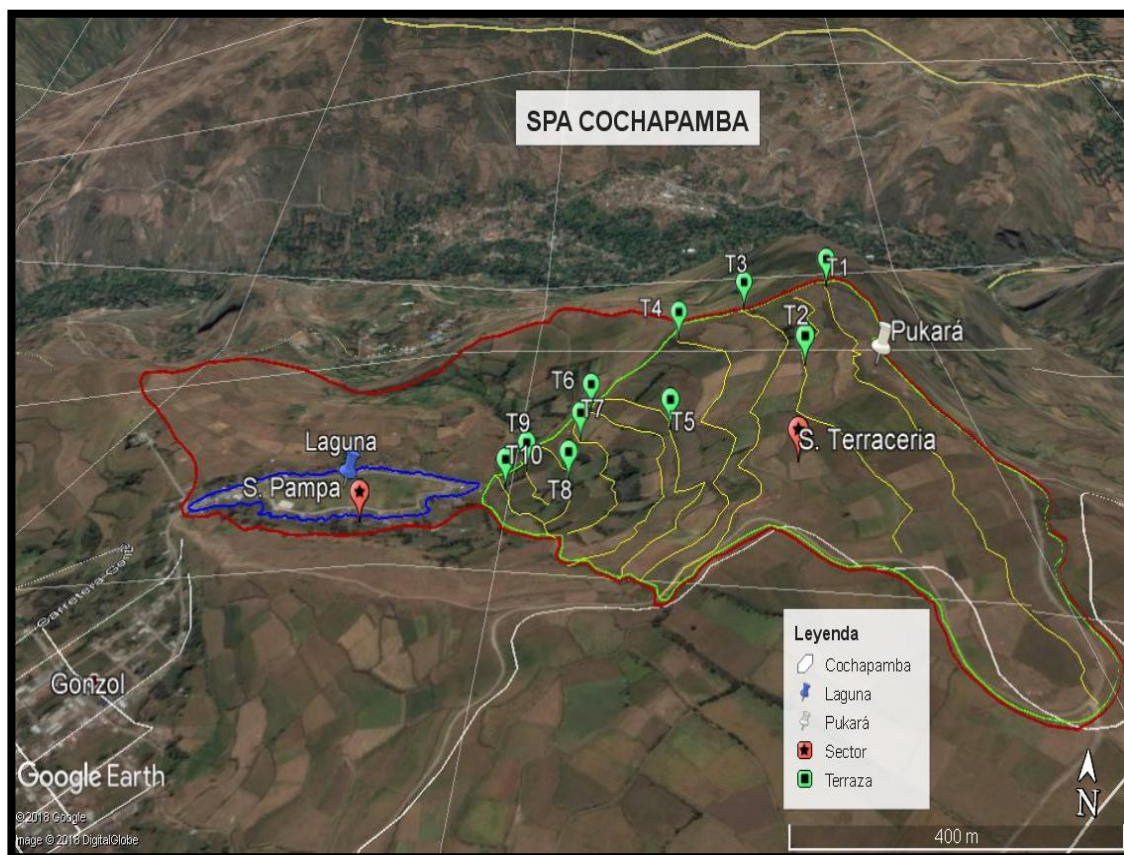 SPA COCHAPAMBA
T1
T3
T4
T2
Pukará
T6
T7
T5
T9
Laguna
T10
S. Terraceria
S. Pampa
T8
Leyenda
Cochapamba
Laguna
Pukará
Sector
Terraza
Gonzol
Google Earth
N
©2018 Google
Image © 2018 DigitalGlobe
400 m